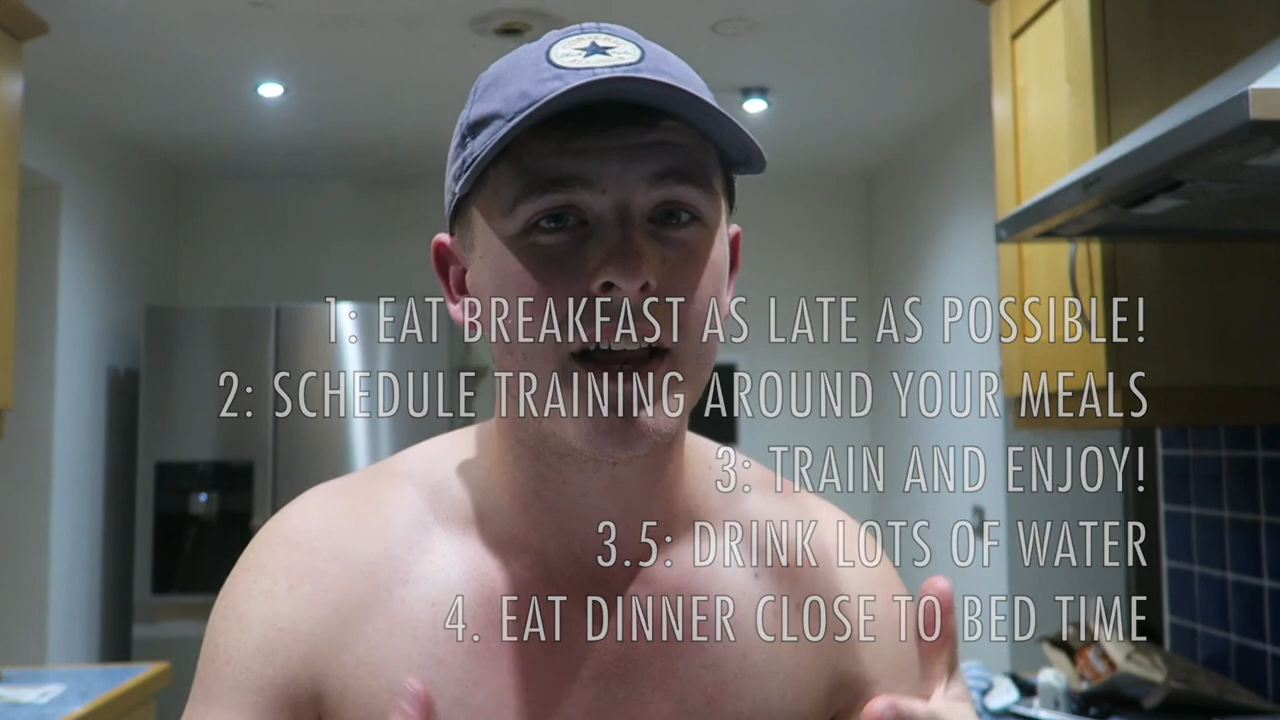 1: EAT BREAKFAST AS LATE AS POSSIBLE!
2: SCHEDULE TRAINING AROUND YOUR MEALS
3: TRAIN AND ENJOY!
3.5: DRINK LOTS OF WATER
4. EAT DINNER CLOSE TO BED TIME